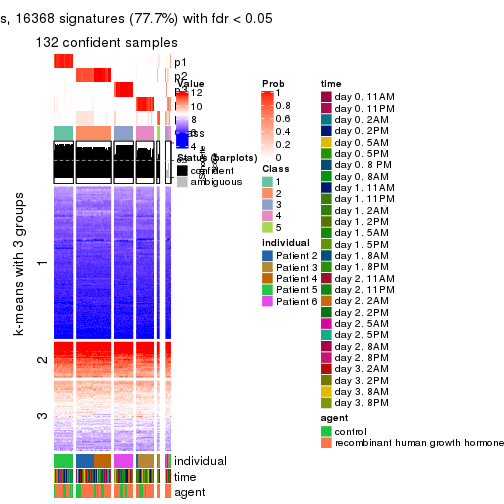 s, 16368 signatures (77.7%) with fdr < 0.05
132 confident samples
p1
p2
Value
12
10
8
6
4
Status (barplots)
confident
ambiguous
k-means with 3 groups
1
2
3
individual
time
agent
Prob
1
0.8
0.6
0.4
0.2
0
Class
1
2
3
4
5
individual
Patient 2
Patient 3
Patient 4
Patient 5
Patient 6
time
day 0. 11AM
day 0. 11PM
day 0. 2AM
day 0. 2PM
day 0. 5AM
day 0. 5PM
day 0. 8 PM
day 0. 8AM
day 1. 11AM
day 1. 11PM
day 1. 2AM
day 1. 2PM
day 1. 5AM
day 1. 5PM
day 1. 8AM
day 1. 8PM
day 2. 11AM
day 2. 11PM
day 2. 2AM
day 2. 2PM
day 2. 5AM
day 2. 5PM
day 2. 8AM
day 2. 8PM
day 3. 2AM
day 3. 2PM
day 3. 8AM
day 3. 8PM
agent
control
recombinant human growth hormone